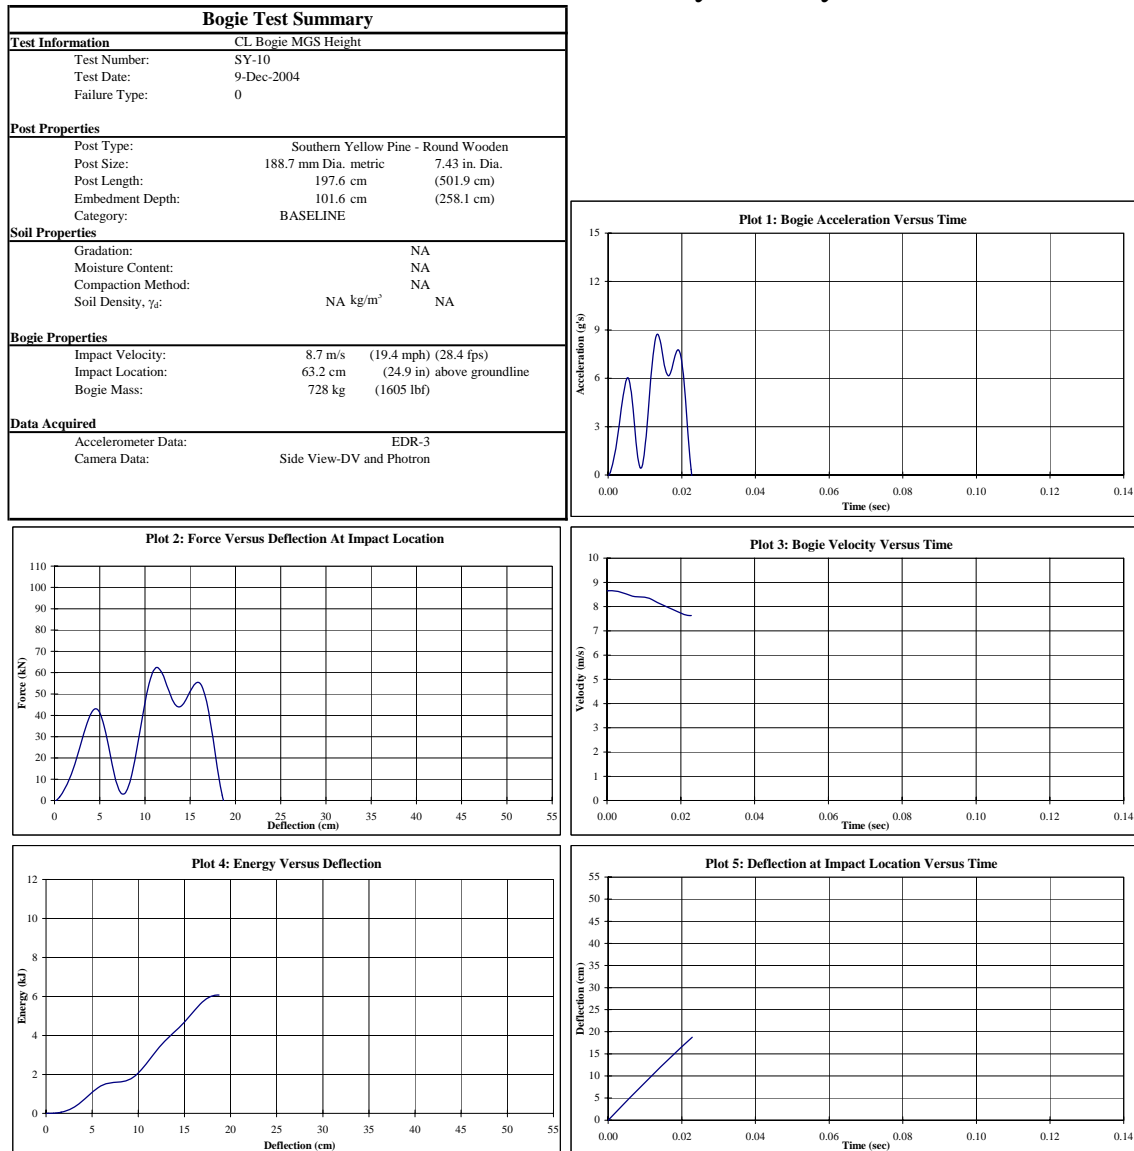 Bogie Test Summary
Test Information CL Bogie MGS Height
Test Number: SY-10
Test Date: 9-Dec-2004
Failure Type: 0
Post Properties
Post Type: Southern Yellow Pine - Round Wooden
Post Size: 188.7 mm Dia. metric 7.43 in. Dia.
Post Length: 197.6 cm (501.9 cm)
Embedment Depth: 101.6 cm (258.1 cm)
Category: BASELINE
Soil Properties
Gradation: NA
Moisture Content: NA
Compaction Method: NA
Soil Density, γd: NA kg/m³ NA
Bogie Properties
Impact Velocity: 8.7 m/s (19.4 mph) (28.4 fps)
Impact Location: 63.2 cm (24.9 in) above groundline
Bogie Mass: 728 kg (1605 lbf)
Data Acquired
Accelerometer Data: EDR-3
Camera Data: Side View-DV and Photron
Plot 1: Bogie Acceleration Versus Time
15
12
9
6
3
0
Acceleration (g's)
0.00 0.02 0.04 0.06 0.08 0.10 0.12 0.14
Time (sec)
Plot 2: Force Versus Deflection At Impact Location
110
100
90
80
70
60
50
40
30
20
10
0
Force (kN)
0 5 10 15 20 25 30 35 40 45 50 55
Deflection (cm)
Plot 3: Bogie Velocity Versus Time
10
9
8
7
6
5
4
3
2
1
0
Velocity (m/s)
0.00 0.02 0.04 0.06 0.08 0.10 0.12 0.14
Time (sec)
Plot 4: Energy Versus Deflection
12
10
8
6
4
2
0
Energy (kJ)
0 5 10 15 20 25 30 35 40 45 50 55
Deflection (cm)
Plot 5: Deflection at Impact Location Versus Time
55
50
45
40
35
30
25
20
15
10
5
0
Deflection (cm)
0.00 0.02 0.04 0.06 0.08 0.10 0.12 0.14
Time (sec)